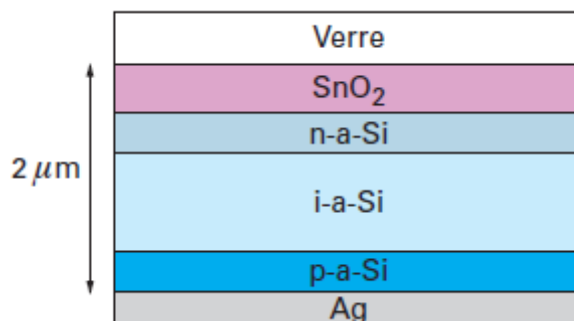 Verre
SnO₂
n-a-Si
2 μm
i-a-Si
p-a-Si
Ag